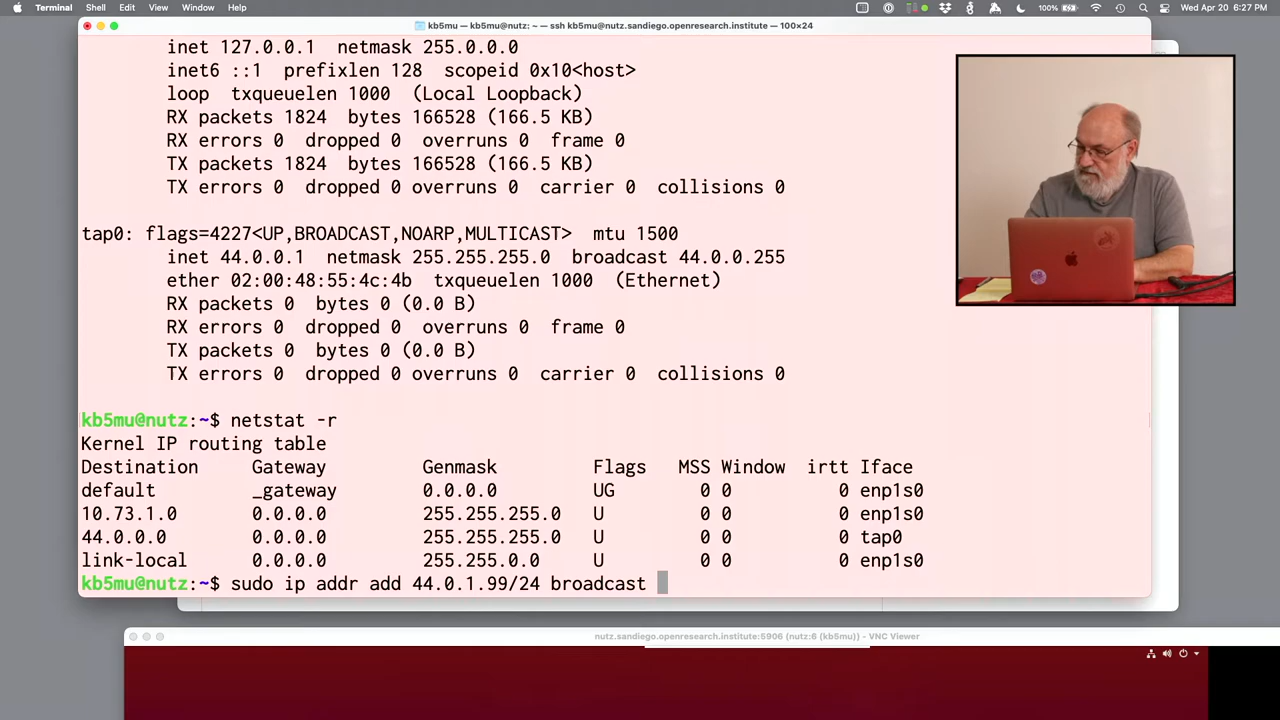 Terminal Shell Edit View Window Help 100% Wed Apr 20 6:27 PM
kb5mu — kb5mu@nutz: ~ — ssh kb5mu@nutz.sandiego.openresearch.institute — 100×24
inet 127.0.0.1 netmask 255.0.0.0
inet6 ::1 prefixlen 128 scopeid 0x10<host>
loop txqueuelen 1000 (Local Loopback)
RX packets 1824 bytes 166528 (166.5 KB)
RX errors 0 dropped 0 overruns 0 frame 0
TX packets 1824 bytes 166528 (166.5 KB)
TX errors 0 dropped 0 overruns 0 carrier 0 collisions 0
tap0: flags=4227<UP,BROADCAST,NOARP,MULTICAST> mtu 1500
inet 44.0.0.1 netmask 255.255.255.0 broadcast 44.0.0.255
ether 02:00:48:55:4c:4b txqueuelen 1000 (Ethernet)
RX packets 0 bytes 0 (0.0 B)
RX errors 0 dropped 0 overruns 0 frame 0
TX packets 0 bytes 0 (0.0 B)
TX errors 0 dropped 0 overruns 0 carrier 0 collisions 0
kb5mu@nutz:~$ netstat -r
Kernel IP routing table
Destination Gateway Genmask Flags MSS Window irtt Iface
default _gateway 0.0.0.0 UG 0 0 0 enp1s0
10.73.1.0 0.0.0.0 255.255.255.0 U 0 0 0 enp1s0
44.0.0.0 0.0.0.0 255.255.255.0 U 0 0 0 tap0
link-local 0.0.0.0 255.255.0.0 U 0 0 0 enp1s0
kb5mu@nutz:~$ sudo ip addr add 44.0.1.99/24 broadcast
nutz.sandiego.openresearch.institute:5906 (nutz:6 (kb5mu)) - VNC Viewer